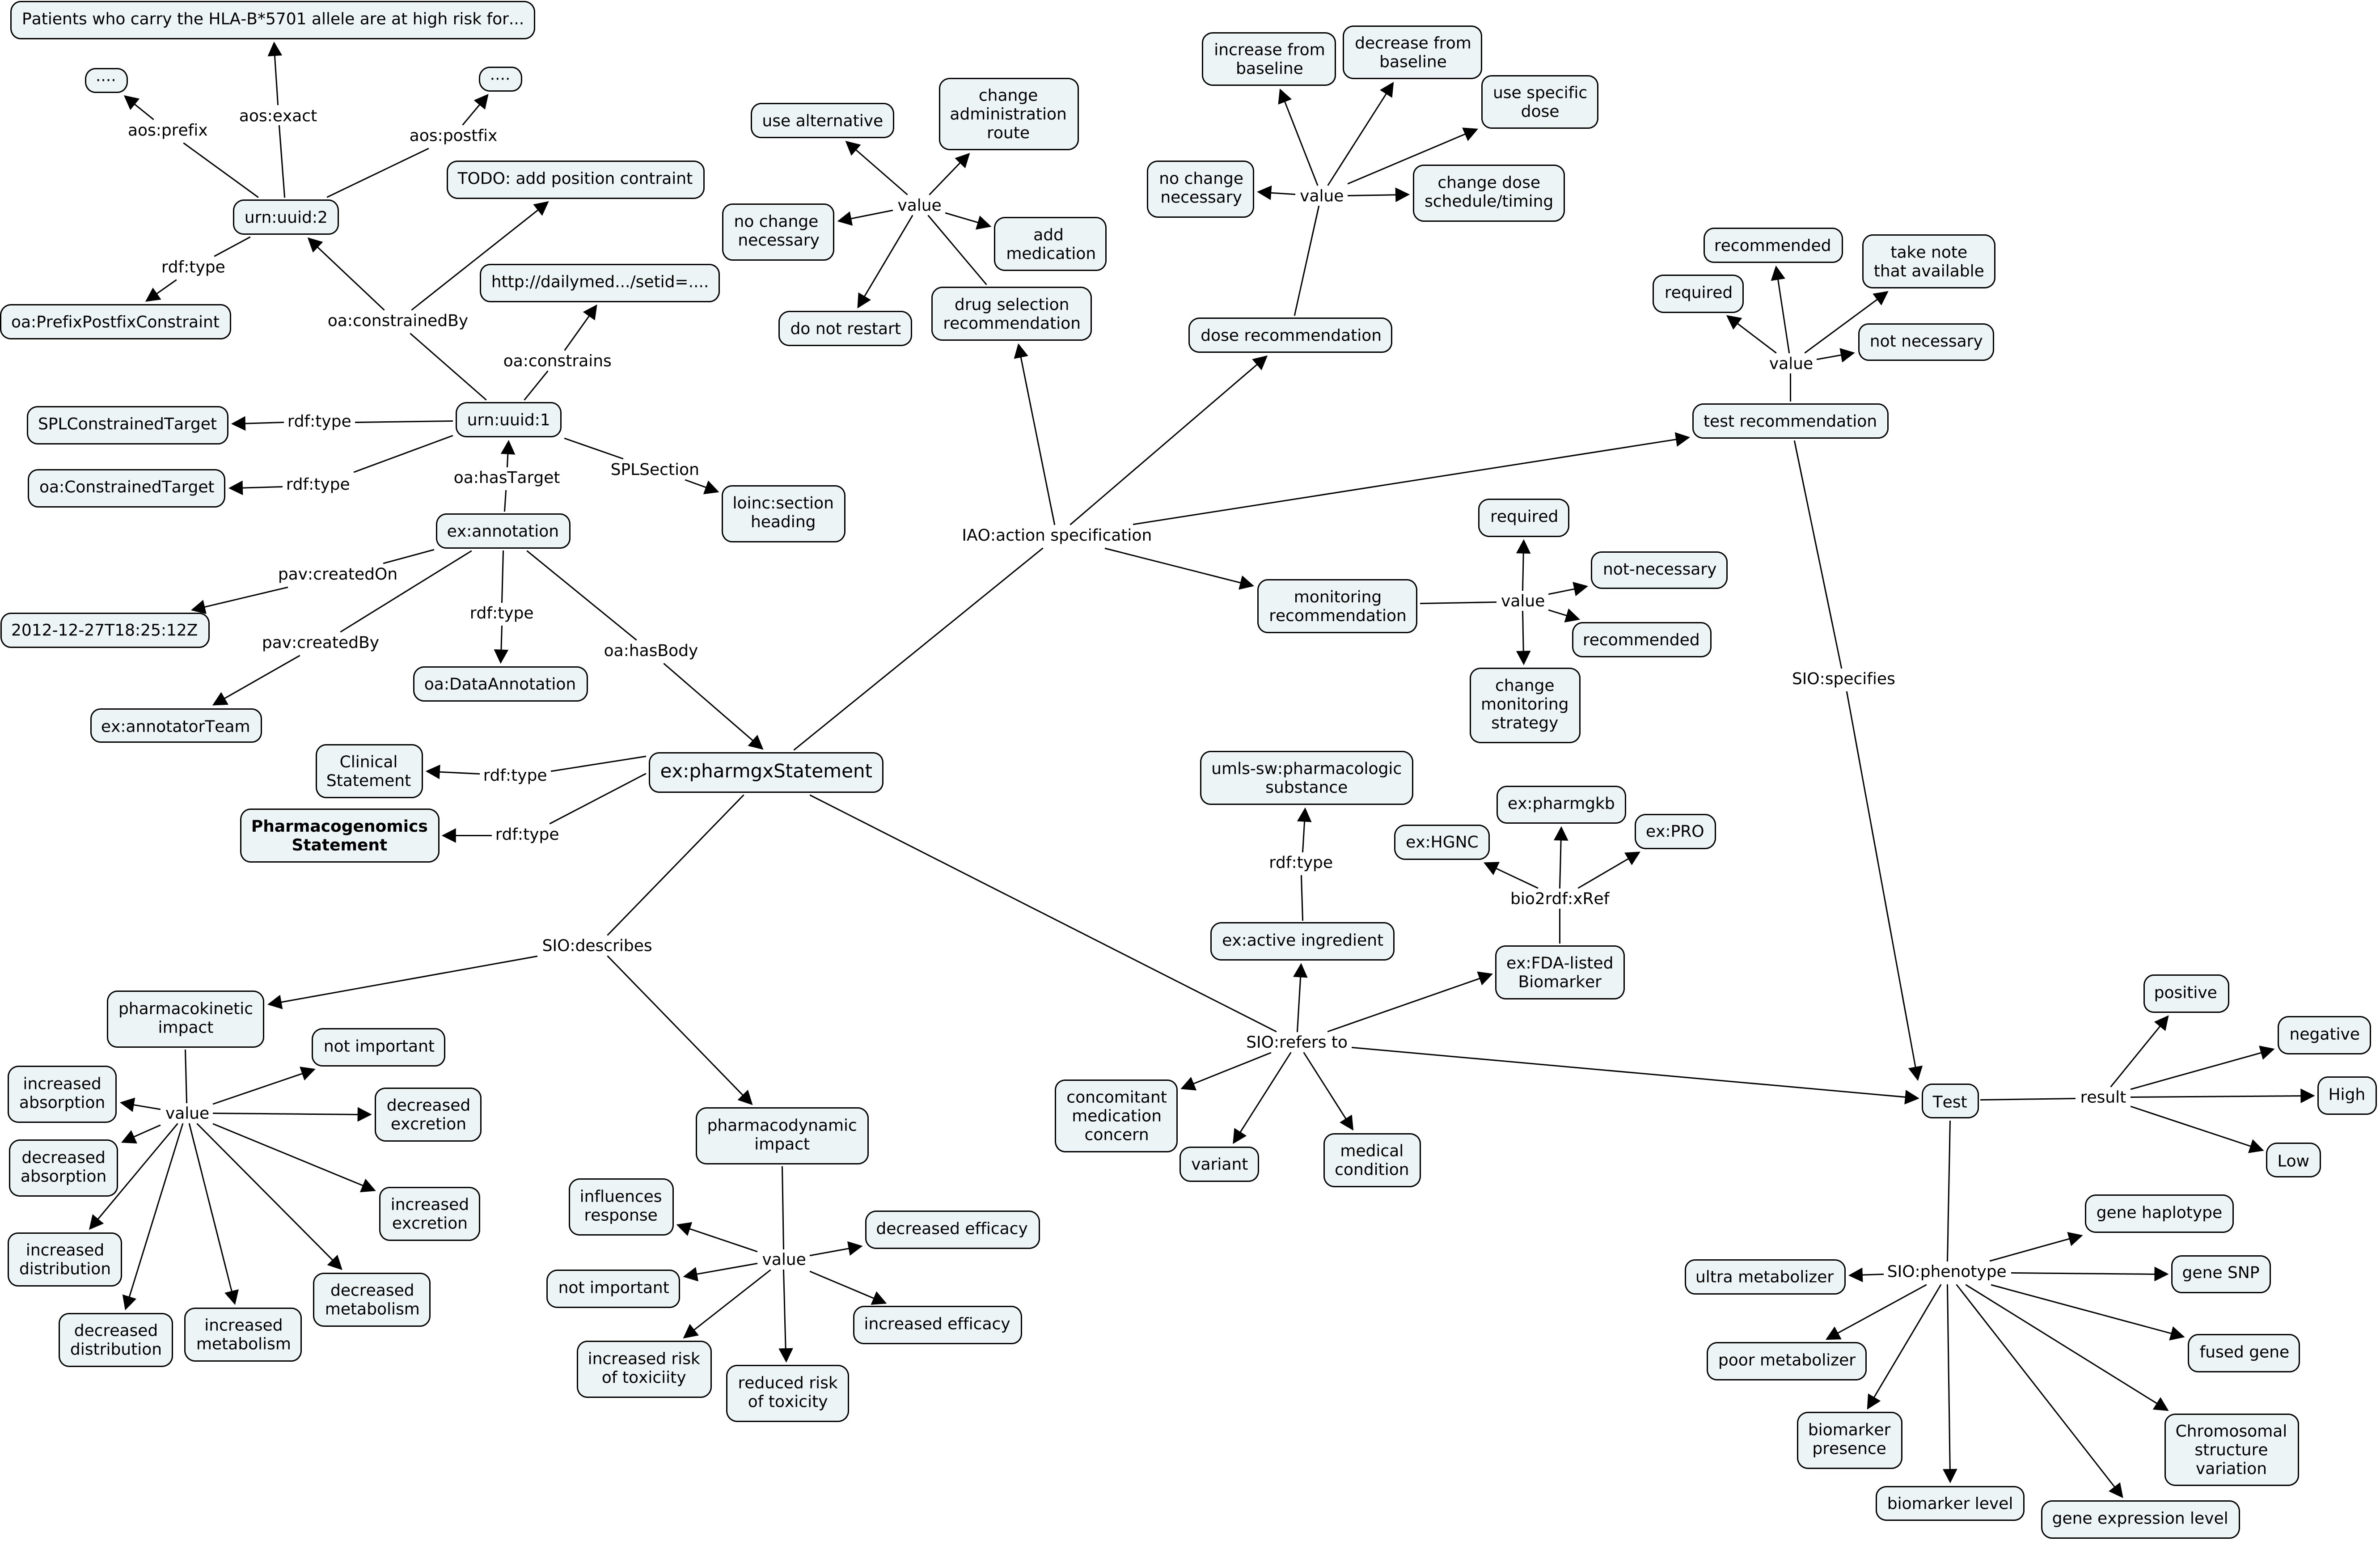 Patients who carry the HLA-B*5701 allele are at high risk for...
....
aos:exact
....
aos:prefix
aos:postfix
TODO: add position contraint
urn:uuid:2
rdf:type
oa:PrefixPostfixConstraint
oa:constrainedBy
http://dailymed.../setid=....
oa:constrains
SPLConstrainedTarget
rdf:type
urn:uuid:1
oa:ConstrainedTarget
rdf:type
oa:hasTarget
SPLSection
loinc:section
heading
ex:annotation
pav:createdOn
2012-12-27T18:25:12Z
pav:createdBy
ex:annotatorTeam
rdf:type
oa:DataAnnotation
oa:hasBody
use alternative
change
administration
route
value
no change
necessary
add
medication
do not restart
drug selection
recommendation
increase from
baseline
decrease from
baseline
use specific
dose
no change
necessary
value
change dose
schedule/timing
dose recommendation
recommended
take note
that available
required
not necessary
value
test recommendation
IAO:action specification
required
not-necessary
monitoring
recommendation
value
recommended
change
monitoring
strategy
SIO:specifies
Clinical
Statement
rdf:type
ex:pharmgxStatement
Pharmacogenomics
Statement
rdf:type
umls-sw:pharmacologic
substance
rdf:type
ex:active ingredient
ex:pharmgkb
ex:HGNC
ex:PRO
bio2rdf:xRef
ex:FDA-listed
Biomarker
SIO:describes
SIO:refers to
concomitant
medication
concern
variant
medical
condition
pharmacokinetic
impact
not important
increased
absorption
value
decreased
excretion
decreased
absorption
increased
excretion
increased
distribution
decreased
metabolism
decreased
distribution
increased
metabolism
pharmacodynamic
impact
influences
response
decreased efficacy
value
not important
increased efficacy
increased risk
of toxiciity
reduced risk
of toxicity
positive
negative
Test
result
High
Low
gene haplotype
ultra metabolizer
SIO:phenotype
gene SNP
poor metabolizer
fused gene
biomarker
presence
Chromosomal
structure
variation
biomarker level
gene expression level